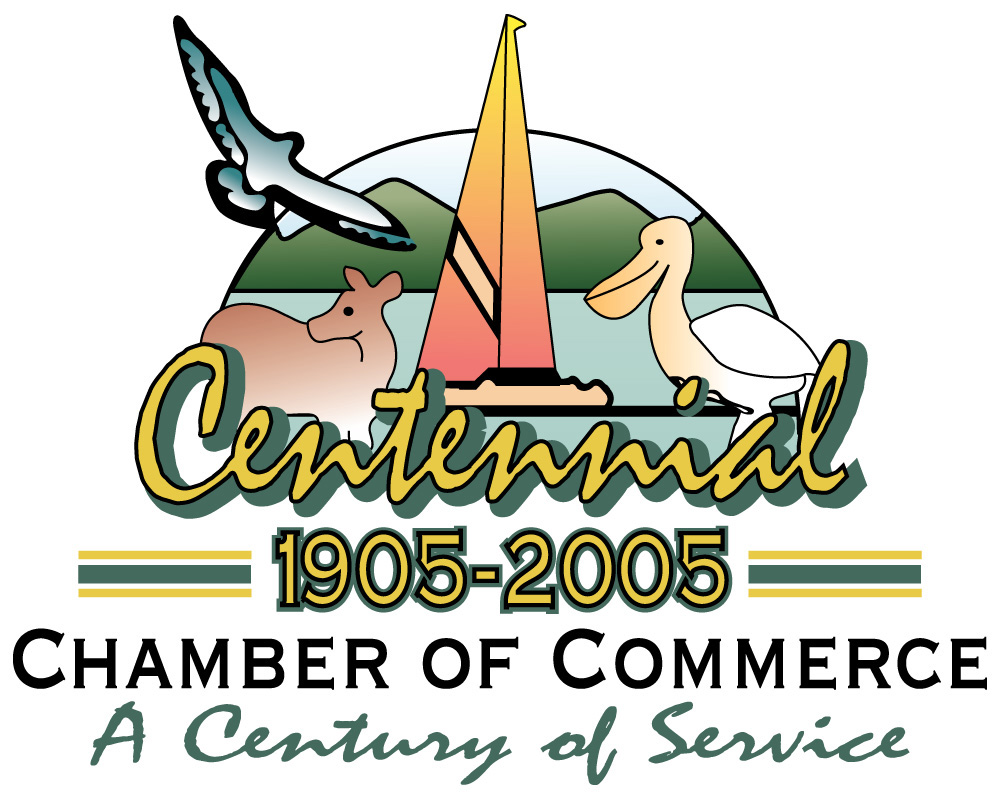 Centennial
1905-2005
CHAMBER OF COMMERCE
A Century of Service